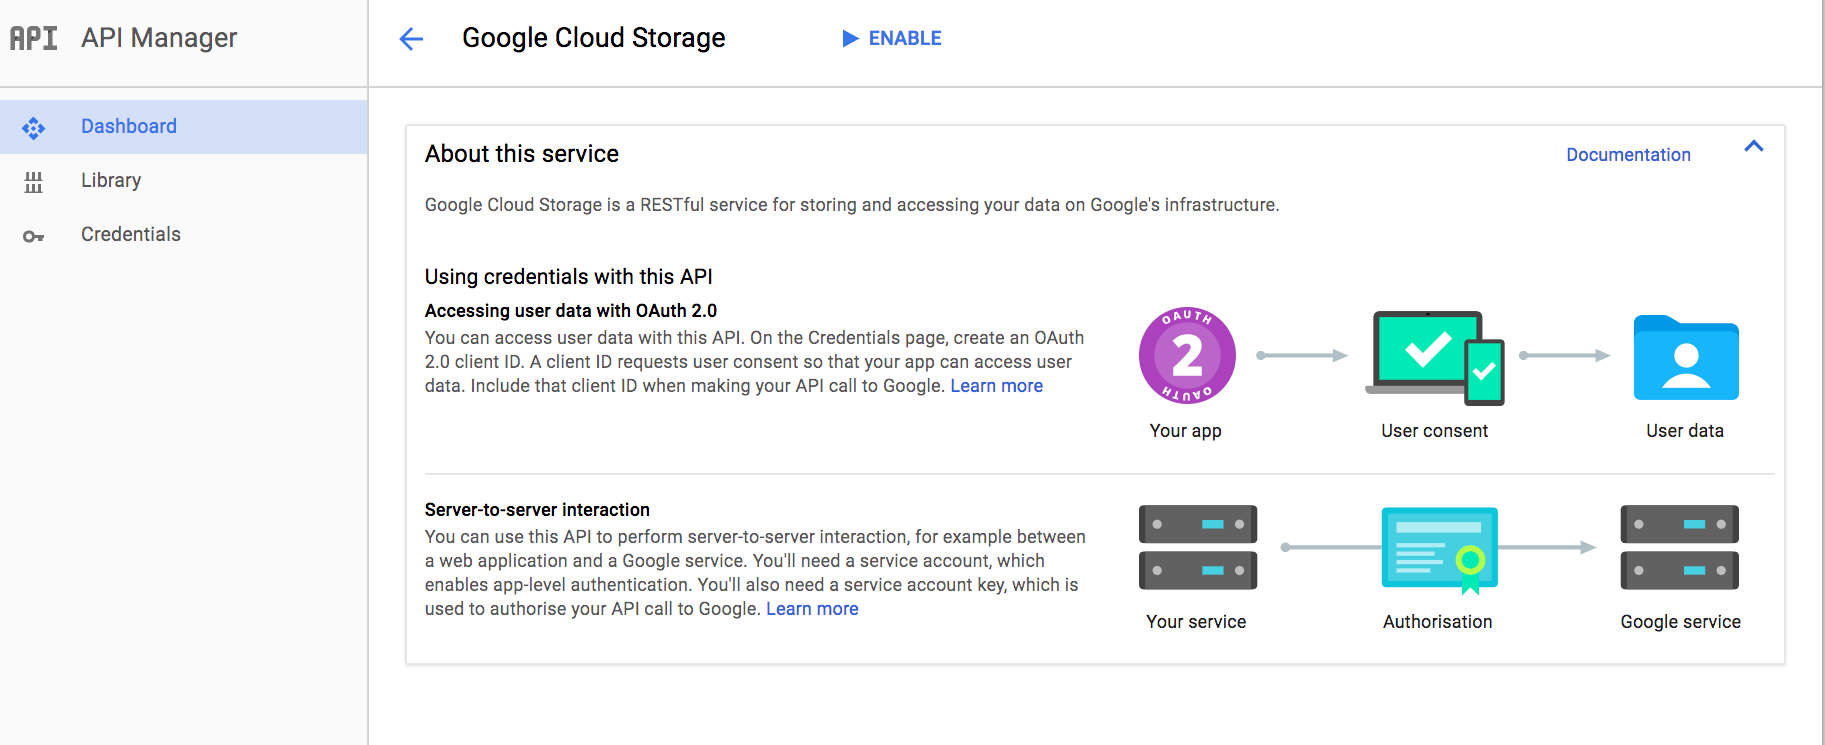 API API Manager
Google Cloud Storage
ENABLE
Dashboard
Library
Credentials
About this service
Documentation
Google Cloud Storage is a RESTful service for storing and accessing your data on Google's infrastructure.
Using credentials with this API
Accessing user data with OAuth 2.0
You can access user data with this API. On the Credentials page, create an OAuth
2.0 client ID. A client ID requests user consent so that your app can access user
data. Include that client ID when making your API call to Google. Learn more
OAUTH
2
OAUTH
Your app
User consent
User data
Server-to-server interaction
You can use this API to perform server-to-server interaction, for example between
a web application and a Google service. You'll need a service account, which
enables app-level authentication. You'll also need a service account key, which is
used to authorise your API call to Google. Learn more
Your service
Authorisation
Google service